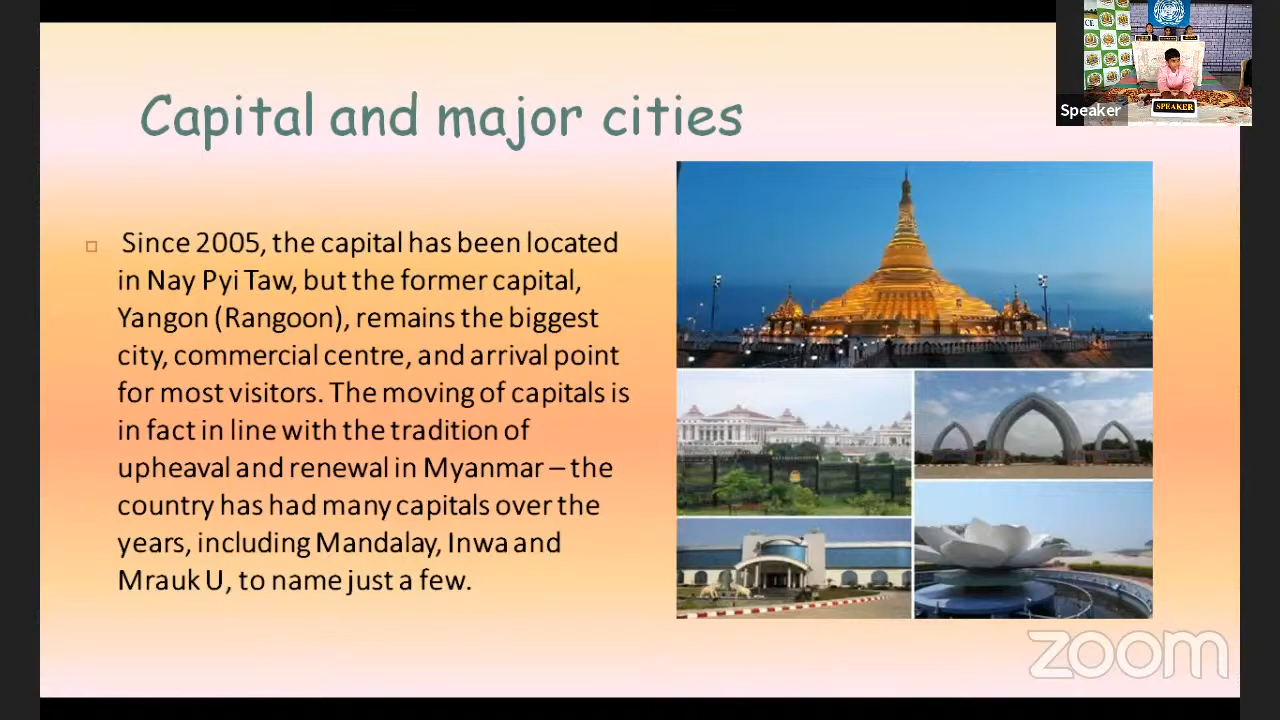 Capital and major cities
Since 2005, the capital has been located
in Nay Pyi Taw, but the former capital,
Yangon (Rangoon), remains the biggest
city, commercial centre, and arrival point
for most visitors. The moving of capitals is
in fact in line with the tradition of
upheaval and renewal in Myanmar – the
country has had many capitals over the
years, including Mandalay, Inwa and
Mrauk U, to name just a few.
CE
Speaker
SPEAKER
zoom